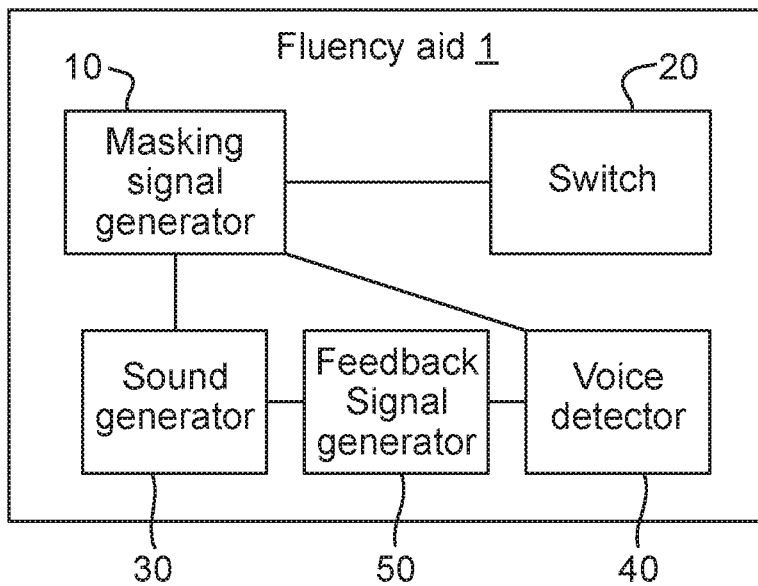 Fluency aid 1
10
20
Masking
signal
generator
Switch
Sound
generator
Feedback
Signal
generator
Voice
detector
30
50
40